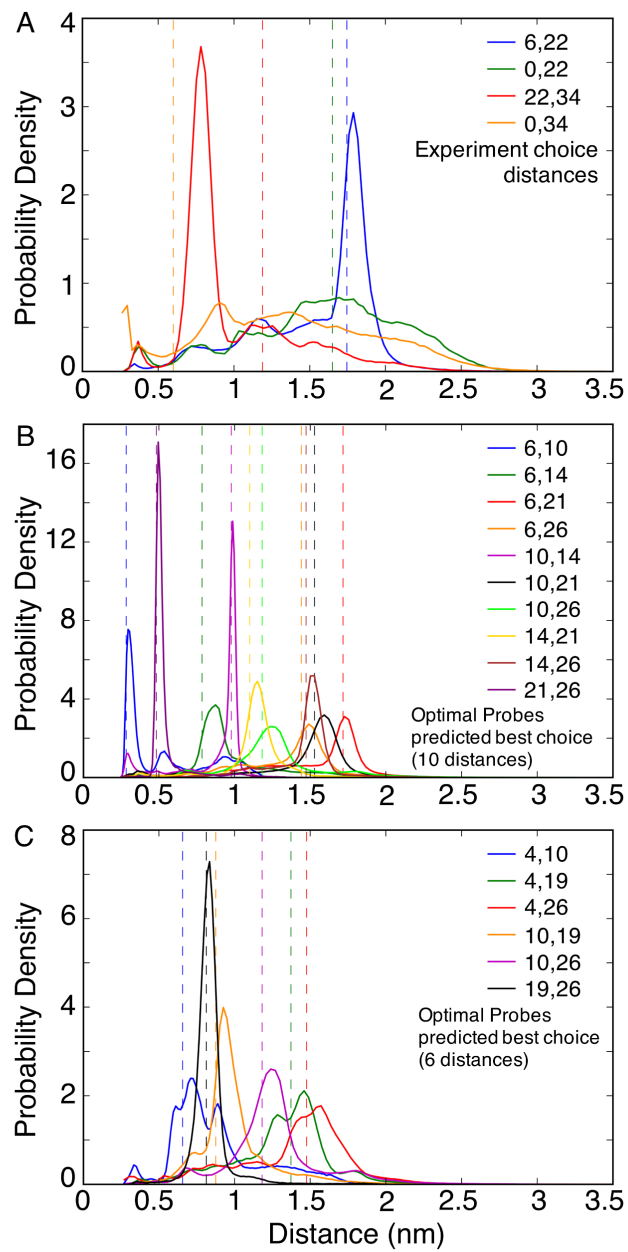 A
4
3
2
1
0
Probability Density
6,22
0,22
22,34
0,34
Experiment choice
distances
0 0.5 1 1.5 2 2.5 3 3.5
B
16
12
8
4
0
Probability Density
6,10
6,14
6,21
6,26
10,14
10,21
10,26
14,21
14,26
21,26
Optimal Probes
predicted best choice
(10 distances)
0 0.5 1 1.5 2 2.5 3 3.5
C
8
6
4
2
0
Probability Density
4,10
4,19
4,26
10,19
10,26
19,26
Optimal Probes
predicted best choice
(6 distances)
0 0.5 1 1.5 2 2.5 3 3.5
Distance (nm)